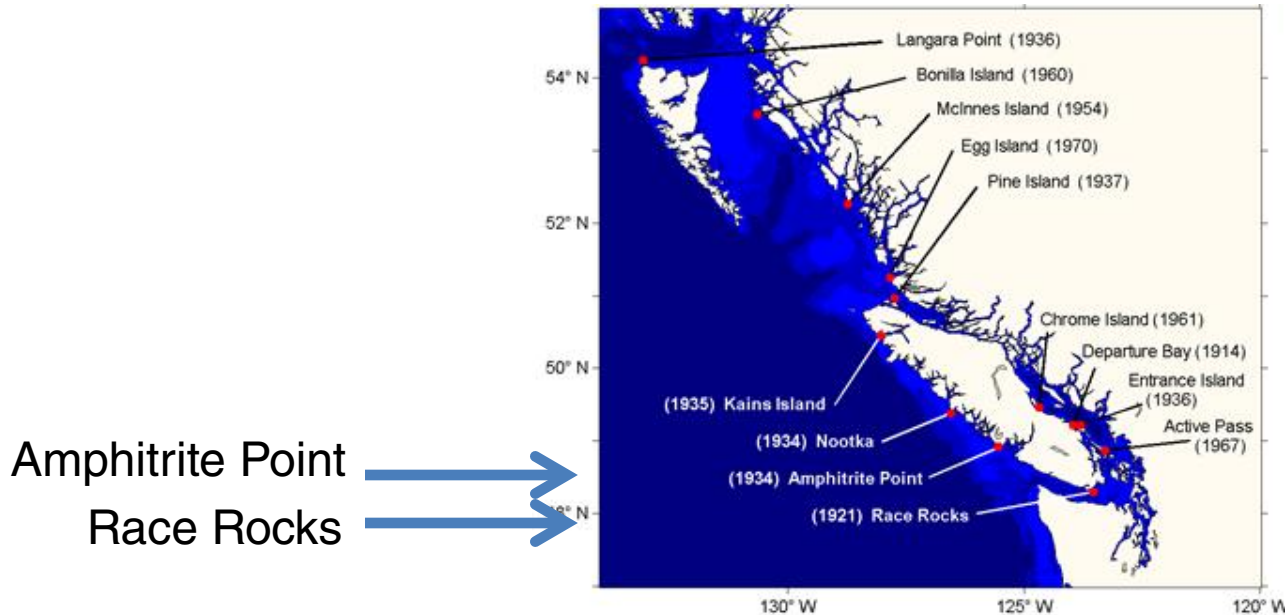 Langara Point (1936)
54° N
Bonilla Island (1960)
McInnes Island (1954)
Egg Island (1970)
Pine Island (1937)
52° N
Chrome Island (1961)
Departure Bay (1914)
50° N
Entrance Island
(1936)
(1935) Kains Island
Active Pass
(1967)
(1934) Nootka
Amphitrite Point
(1934) Amphitrite Point
Race Rocks
8° N
(1921) Race Rocks
130° W
125° W
120° W